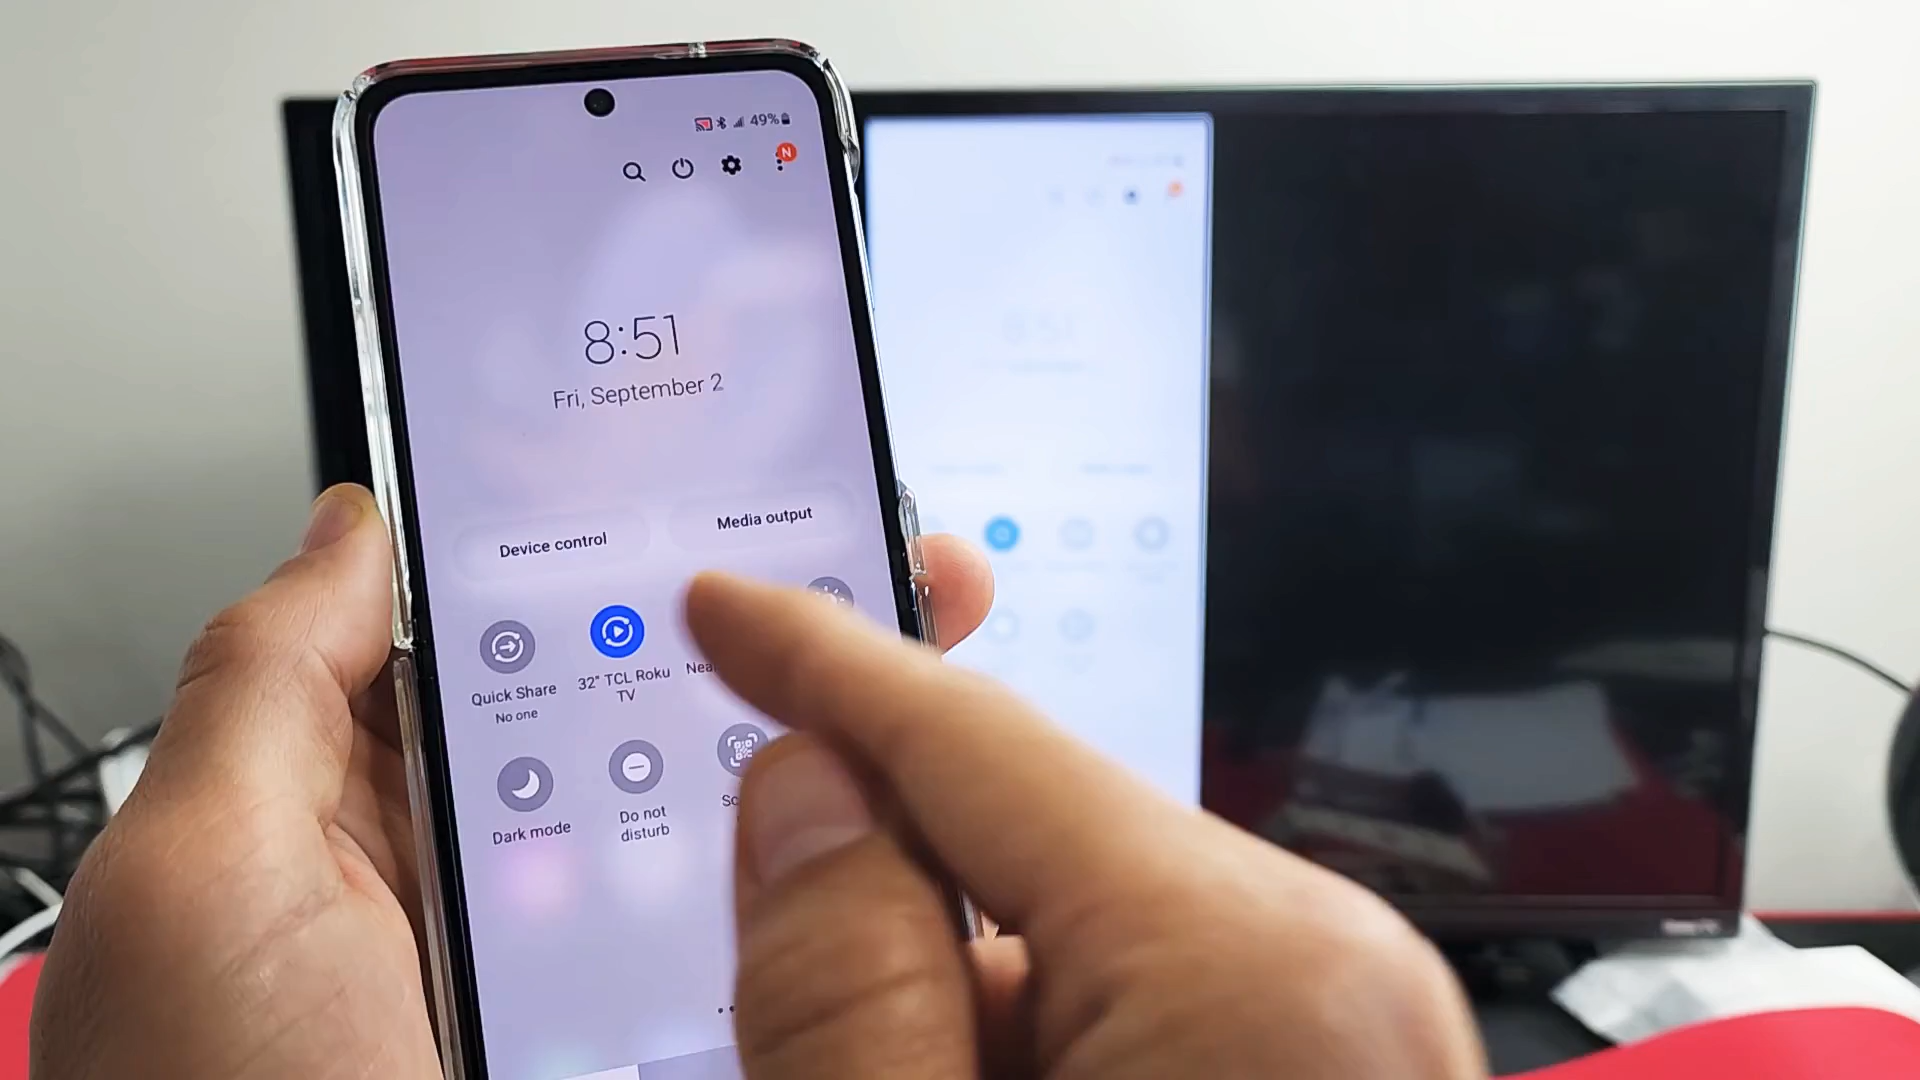 49%
N
8:51
Fri, September 2
Device control
Media output
Quick Share
No one
32" TCL Roku
TV
Dark mode
Do not
disturb